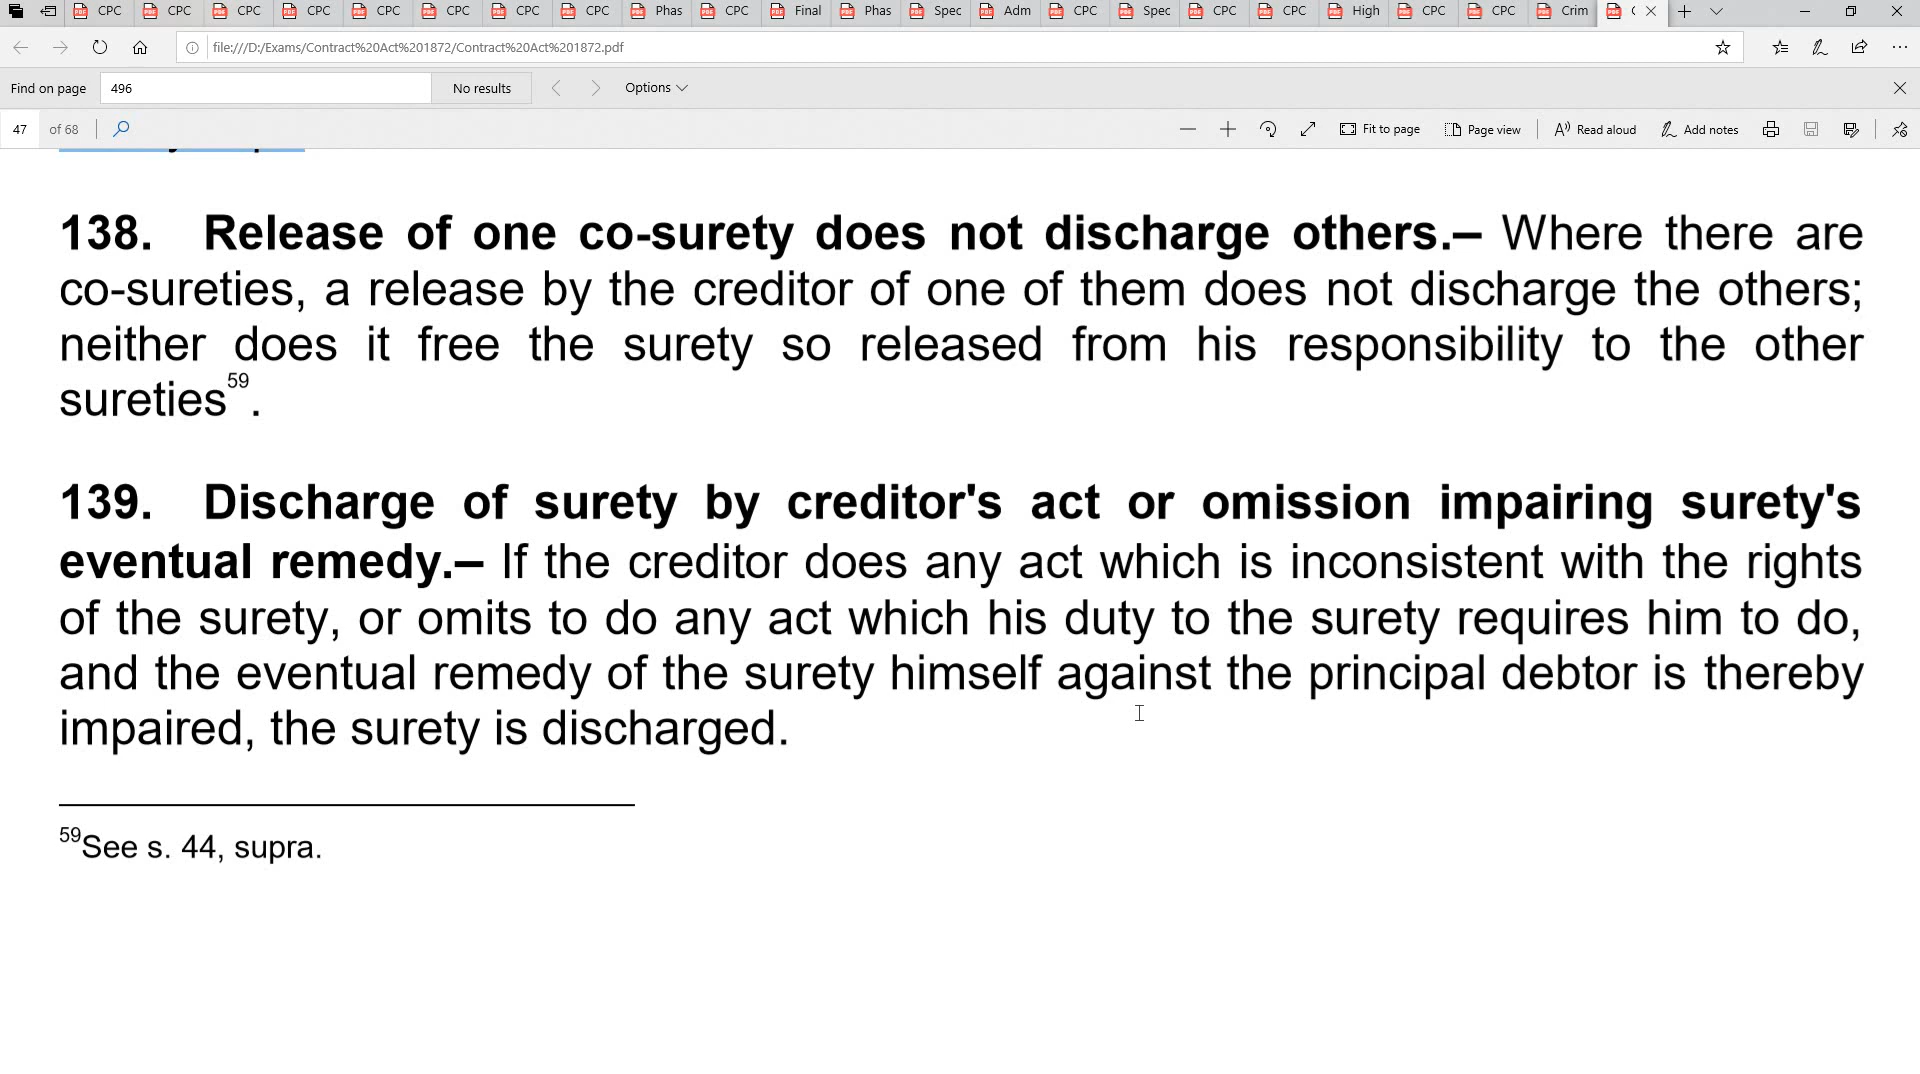 CPC CPC CPC CPC CPC CPC CPC CPC Phas CPC Final Phas Spec Adm CPC Spec CPC CPC High CPC CPC Crim
file:///D:/Exams/Contract%20Act%201872/Contract%20Act%201872.pdf
Find on page 496 No results Options
47 of 68 Fit to page Page view Read aloud Add notes
138. Release of one co-surety does not discharge others.– Where there are
co-sureties, a release by the creditor of one of them does not discharge the others;
neither does it free the surety so released from his responsibility to the other
sureties59.
139. Discharge of surety by creditor's act or omission impairing surety's
eventual remedy.– If the creditor does any act which is inconsistent with the rights
of the surety, or omits to do any act which his duty to the surety requires him to do,
and the eventual remedy of the surety himself against the principal debtor is thereby
impaired, the surety is discharged.
59See s. 44, supra.